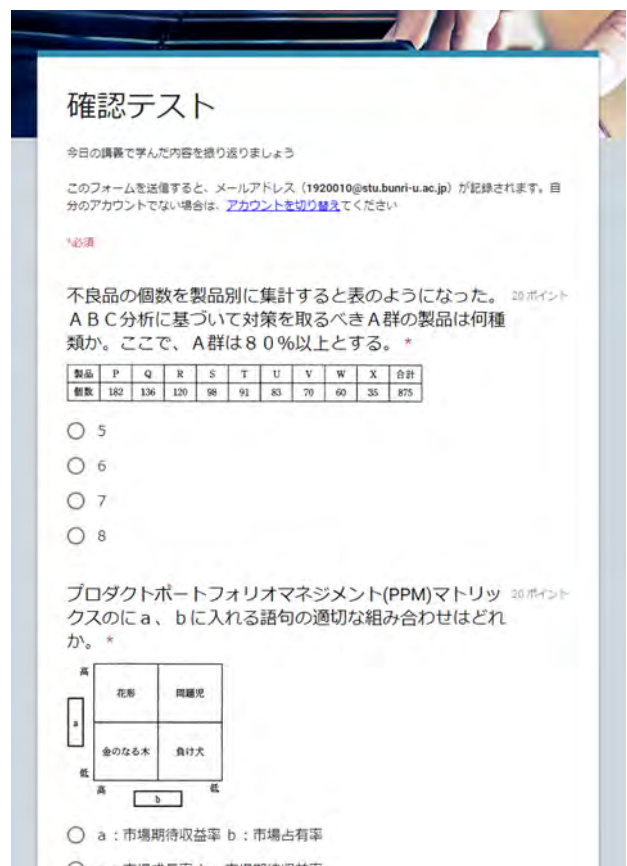 確認テスト
今日の講義で学んだ内容を振り返りましょう
このフォームを送信すると、メールアドレス（1920010@stu.bunri-u.ac.jp）が記録されます。自
分のアカウントでない場合は、アカウントを切り替えてください
*必須
不良品の個数を製品別に集計すると表のようになった。 20 ポイント
ＡＢＣ分析に基づいて対策を取るべきＡ群の製品は何種
類か。ここで、Ａ群は８０％以上とする。 *
製品 P Q R S T U V W X 合計
個数 182 136 120 98 91 83 70 60 35 875
5
6
7
8
プロダクトポートフォリオマネジメント(PPM)マトリッ 20 ポイント
クスのにａ、ｂに入れる語句の適切な組み合わせはどれ
か。 *
高
花形 問題児
a
金のなる木 負け犬
低
高 b 低
a：市場期待収益率 b：市場占有率